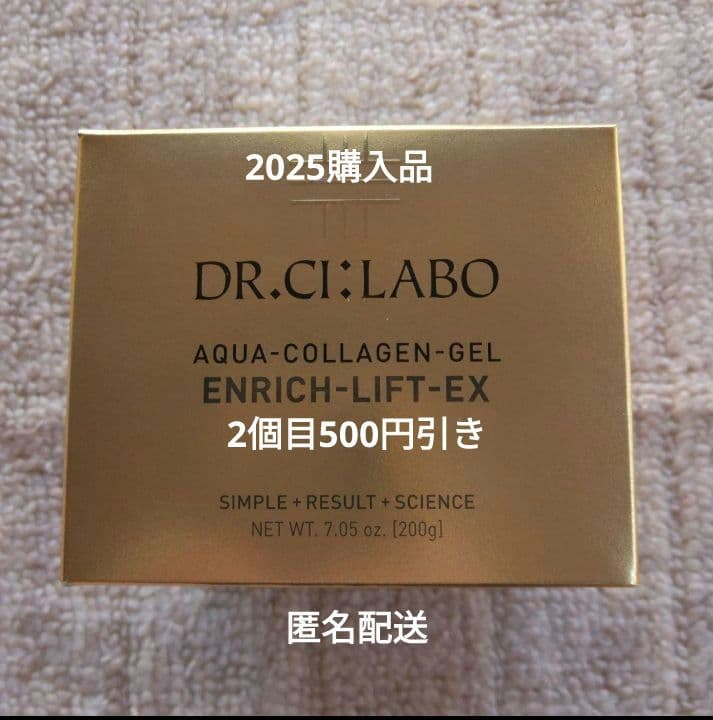 2025購入品
DR.CI:LABO
AQUA-COLLAGEN-GEL
ENRICH-LIFT-EX
2個目500円引き
SIMPLE+RESULT+SCIENCE
NET WT. 7.05 oz. [200g]
匿名配送